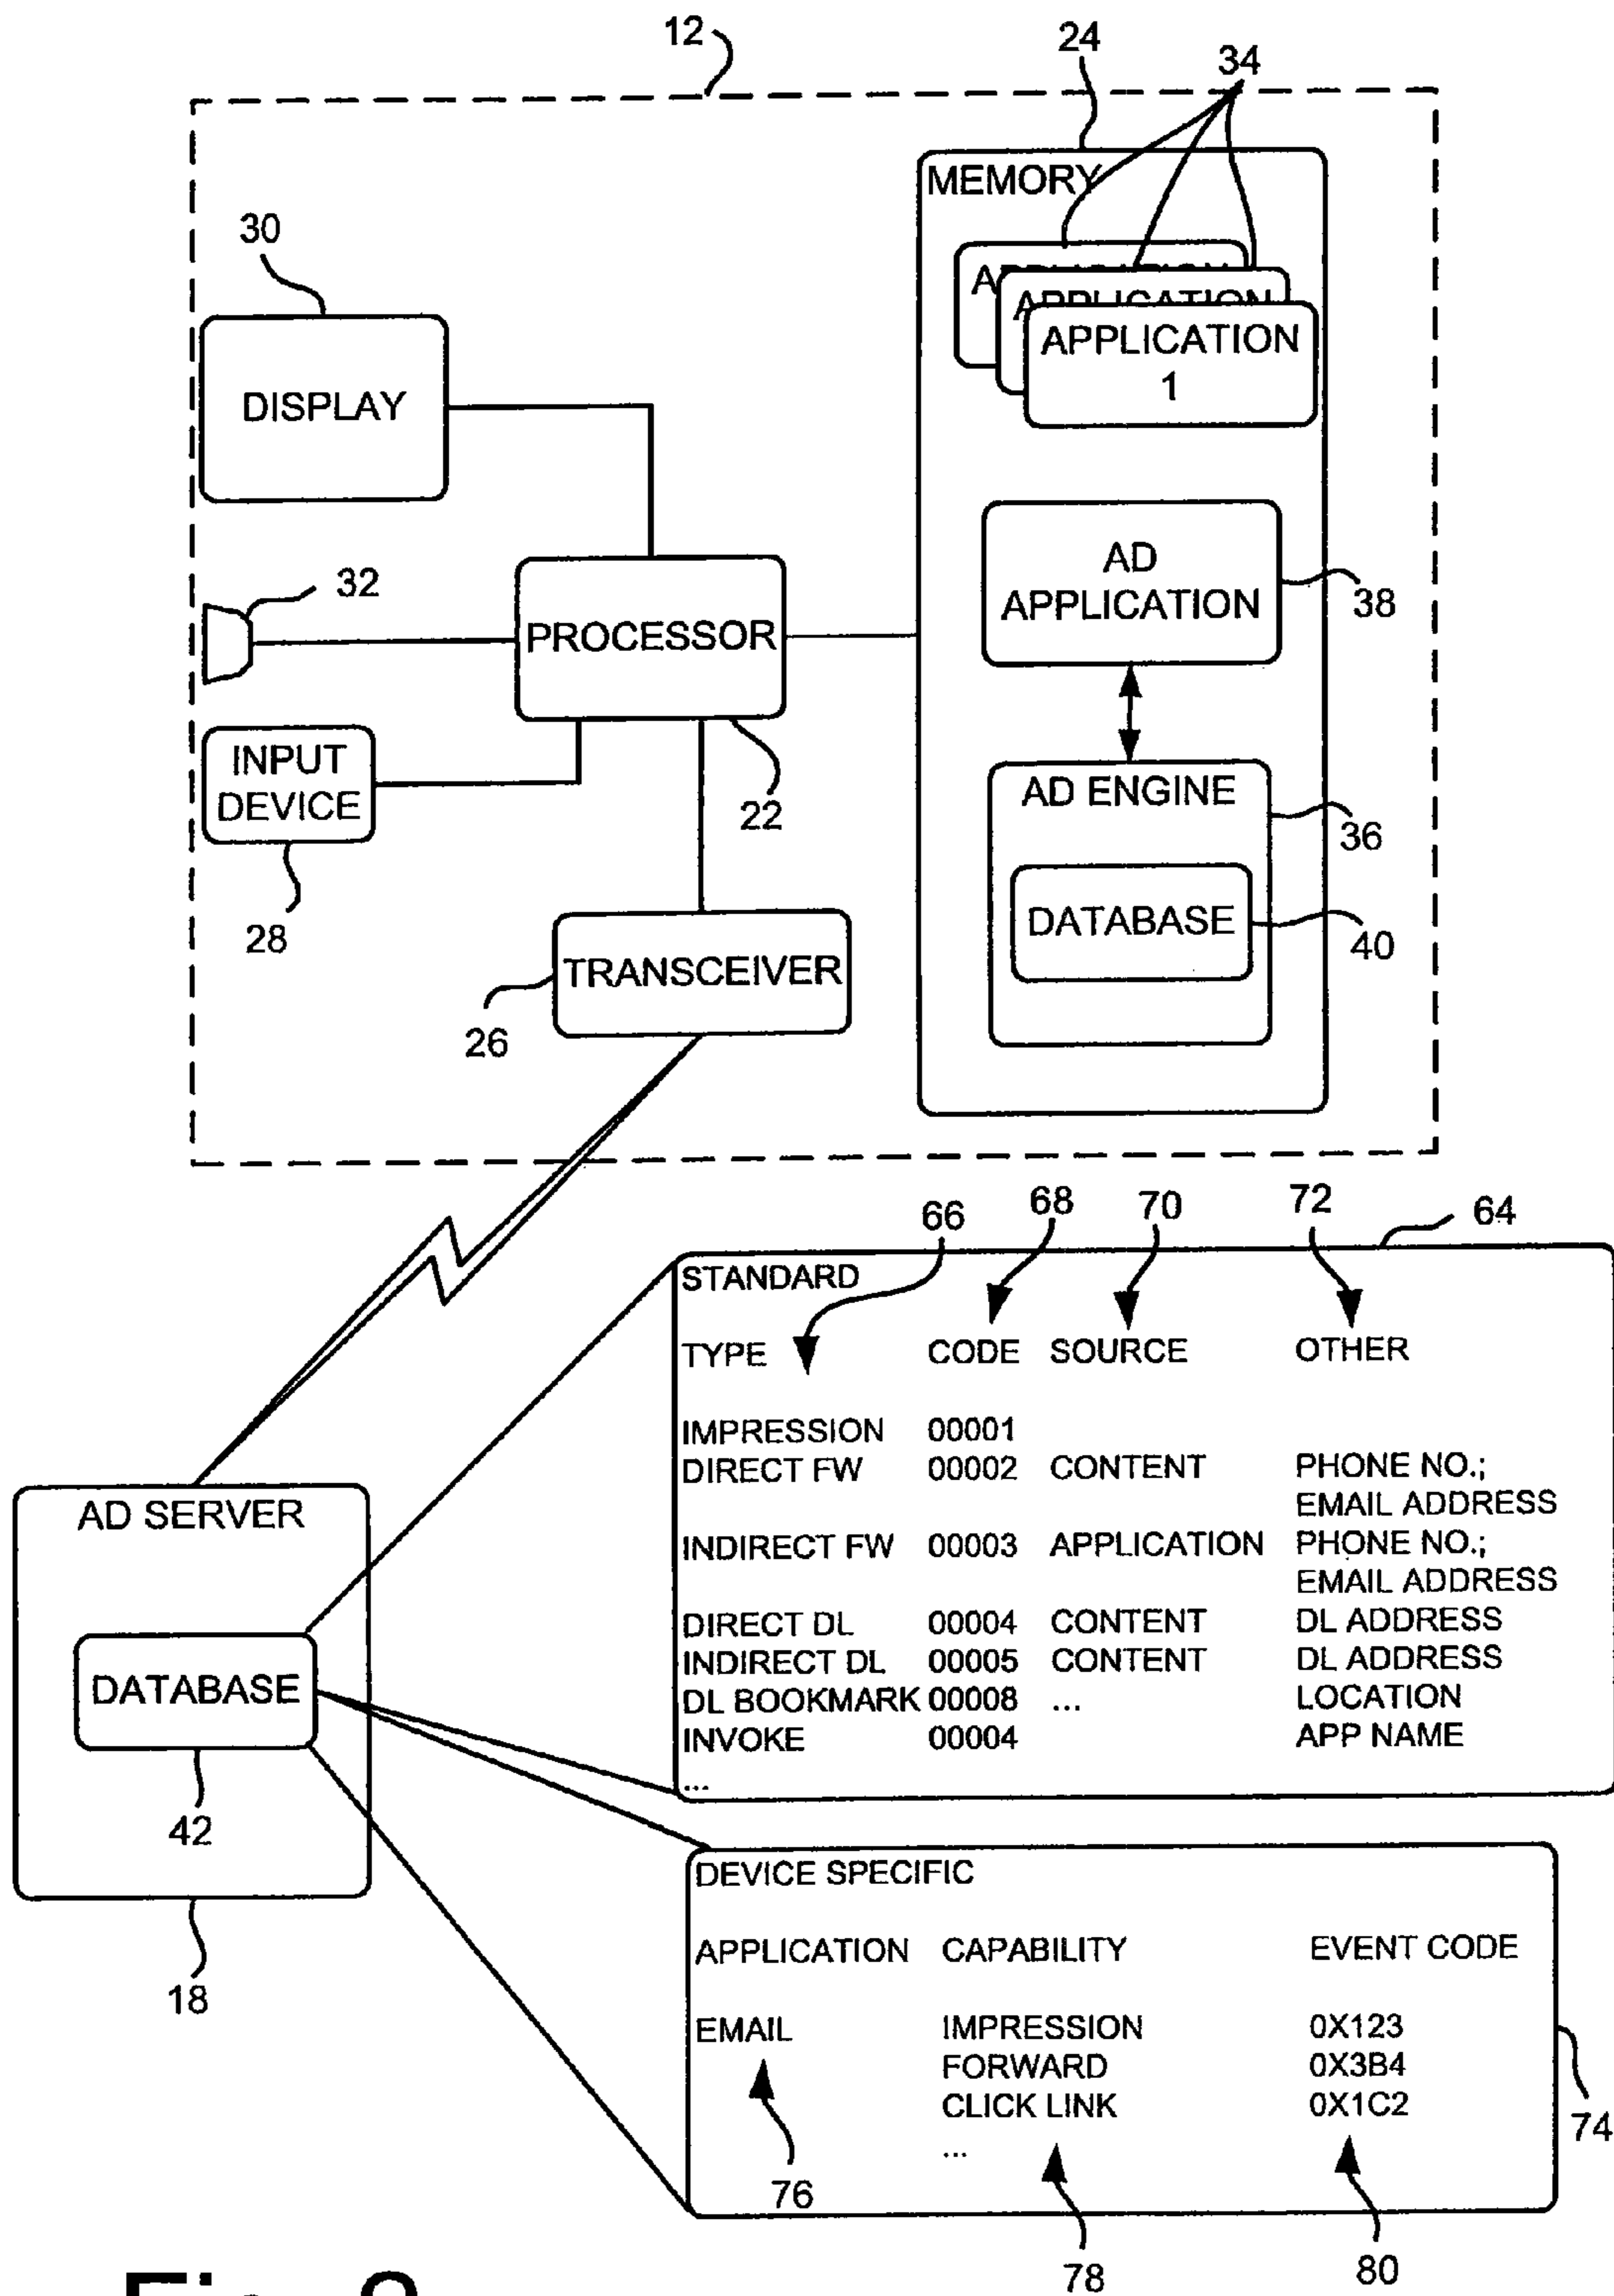 12
24
34
MEMORY
30
A
APPLICATION
APPLICATION
1
DISPLAY
AD
APPLICATION
38
32
PROCESSOR
INPUT
DEVICE
22
AD ENGINE
36
28
DATABASE
40
TRANSCEIVER
26
66
68
70
72
64
STANDARD
TYPE CODE SOURCE OTHER
IMPRESSION 00001
DIRECT FW 00002 CONTENT PHONE NO.;
EMAIL ADDRESS
INDIRECT FW 00003 APPLICATION PHONE NO.;
EMAIL ADDRESS
DIRECT DL 00004 CONTENT DL ADDRESS
INDIRECT DL 00005 CONTENT DL ADDRESS
DL BOOKMARK 00008 ... LOCATION
INVOKE 00004 APP NAME
...
AD SERVER
DATABASE
42
18
DEVICE SPECIFIC
APPLICATION CAPABILITY EVENT CODE
EMAIL IMPRESSION 0X123
FORWARD 0X3B4
CLICK LINK 0X1C2
...
74
76
78
80